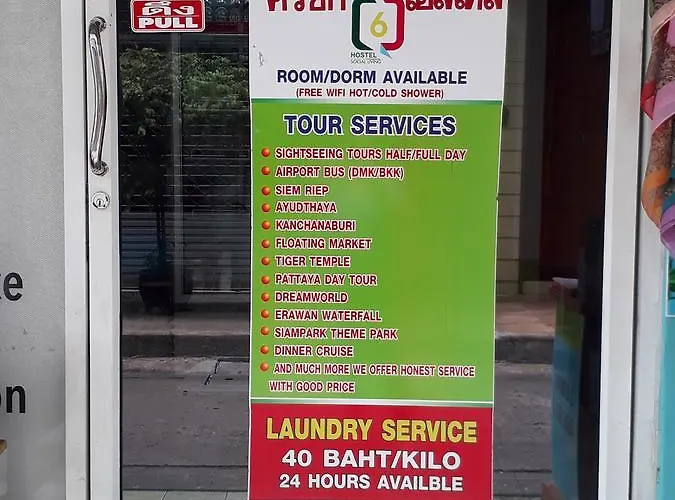 ดึง
PULL
6
HOSTEL
SOCIAL LIVING
ROOM/DORM AVAILABLE
(FREE WIFI HOT/COLD SHOWER)
TOUR SERVICES
SIGHTSEEING TOURS HALF/FULL DAY
AIRPORT BUS (DMK/BKK)
SIEM RIEP
AYUDTHAYA
KANCHANABURI
FLOATING MARKET
TIGER TEMPLE
PATTAYA DAY TOUR
DREAMWORLD
ERAWAN WATERFALL
SIAMPARK THEME PARK
DINNER CRUISE
AND MUCH MORE WE OFFER HONEST SERVICE
WITH GOOD PRICE
LAUNDRY SERVICE
40 BAHT/KILO
24 HOURS AVAILBLE